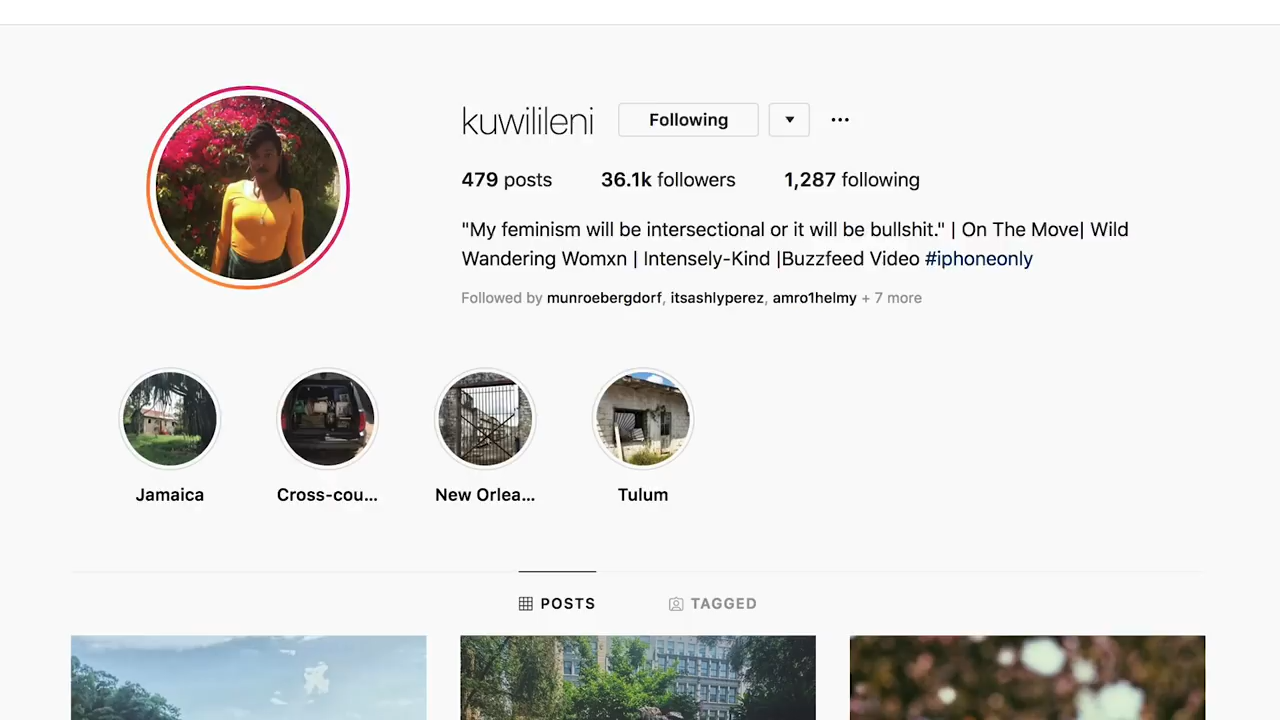 kuwilileni Following ...
479 posts 36.1k followers 1,287 following
"My feminism will be intersectional or it will be bullshit." | On The Move| Wild
Wandering Womxn | Intensely-Kind |Buzzfeed Video #iphoneonly
Followed by munroebergdorf, itsashlyperez, amro1helmy + 7 more
Jamaica Cross-cou... New Orlea... Tulum
POSTS TAGGED